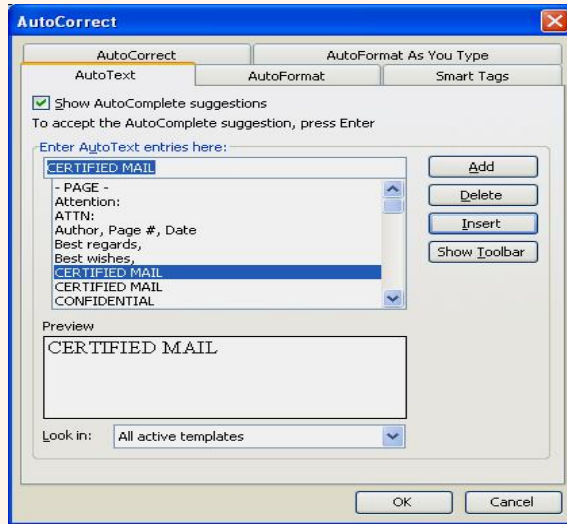 AutoCorrect
AutoCorrect AutoFormat As You Type
AutoText AutoFormat Smart Tags
Show AutoComplete suggestions
To accept the AutoComplete suggestion, press Enter
Enter AutoText entries here:
CERTIFIED MAIL Add
- PAGE -
Attention: Delete
ATTN:
Author, Page #, Date Insert
Best regards,
Best wishes, Show Toolbar
CERTIFIED MAIL
CERTIFIED MAIL
CONFIDENTIAL
Preview
CERTIFIED MAIL
Look in: All active templates
OK Cancel